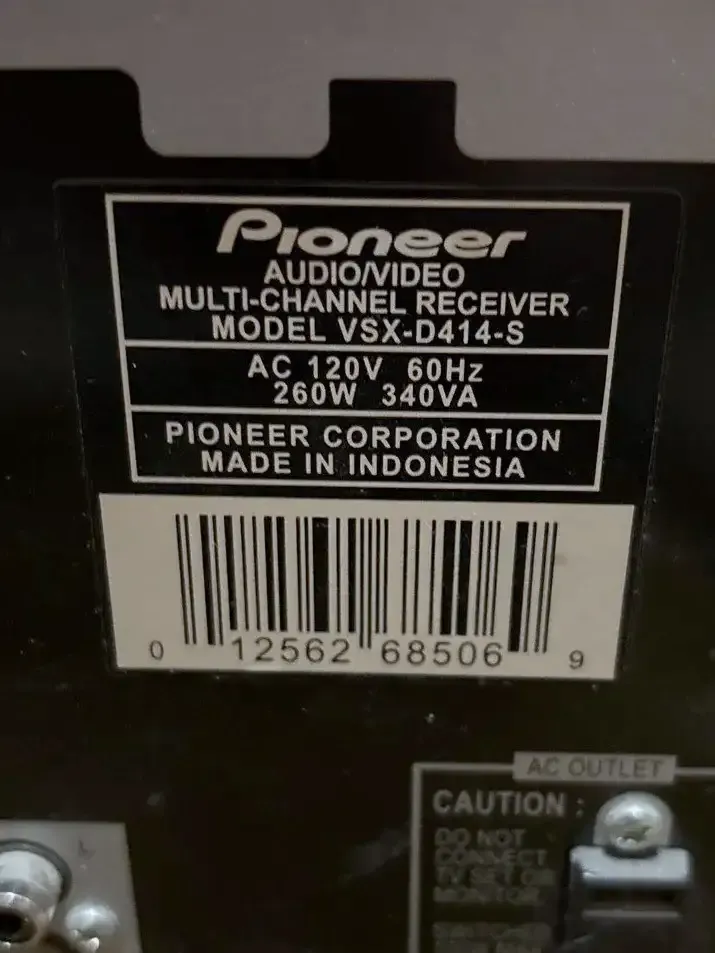 Pioneer
AUDIO/VIDEO
MULTI-CHANNEL RECEIVER
MODEL VSX-D414-S
AC 120V 60Hz
260W 340VA
PIONEER CORPORATION
MADE IN INDONESIA
0 12562 68506 9
AC OUTLET
CAUTION :
DO NOT
CONNECT
TV SET OR
MONITOR.